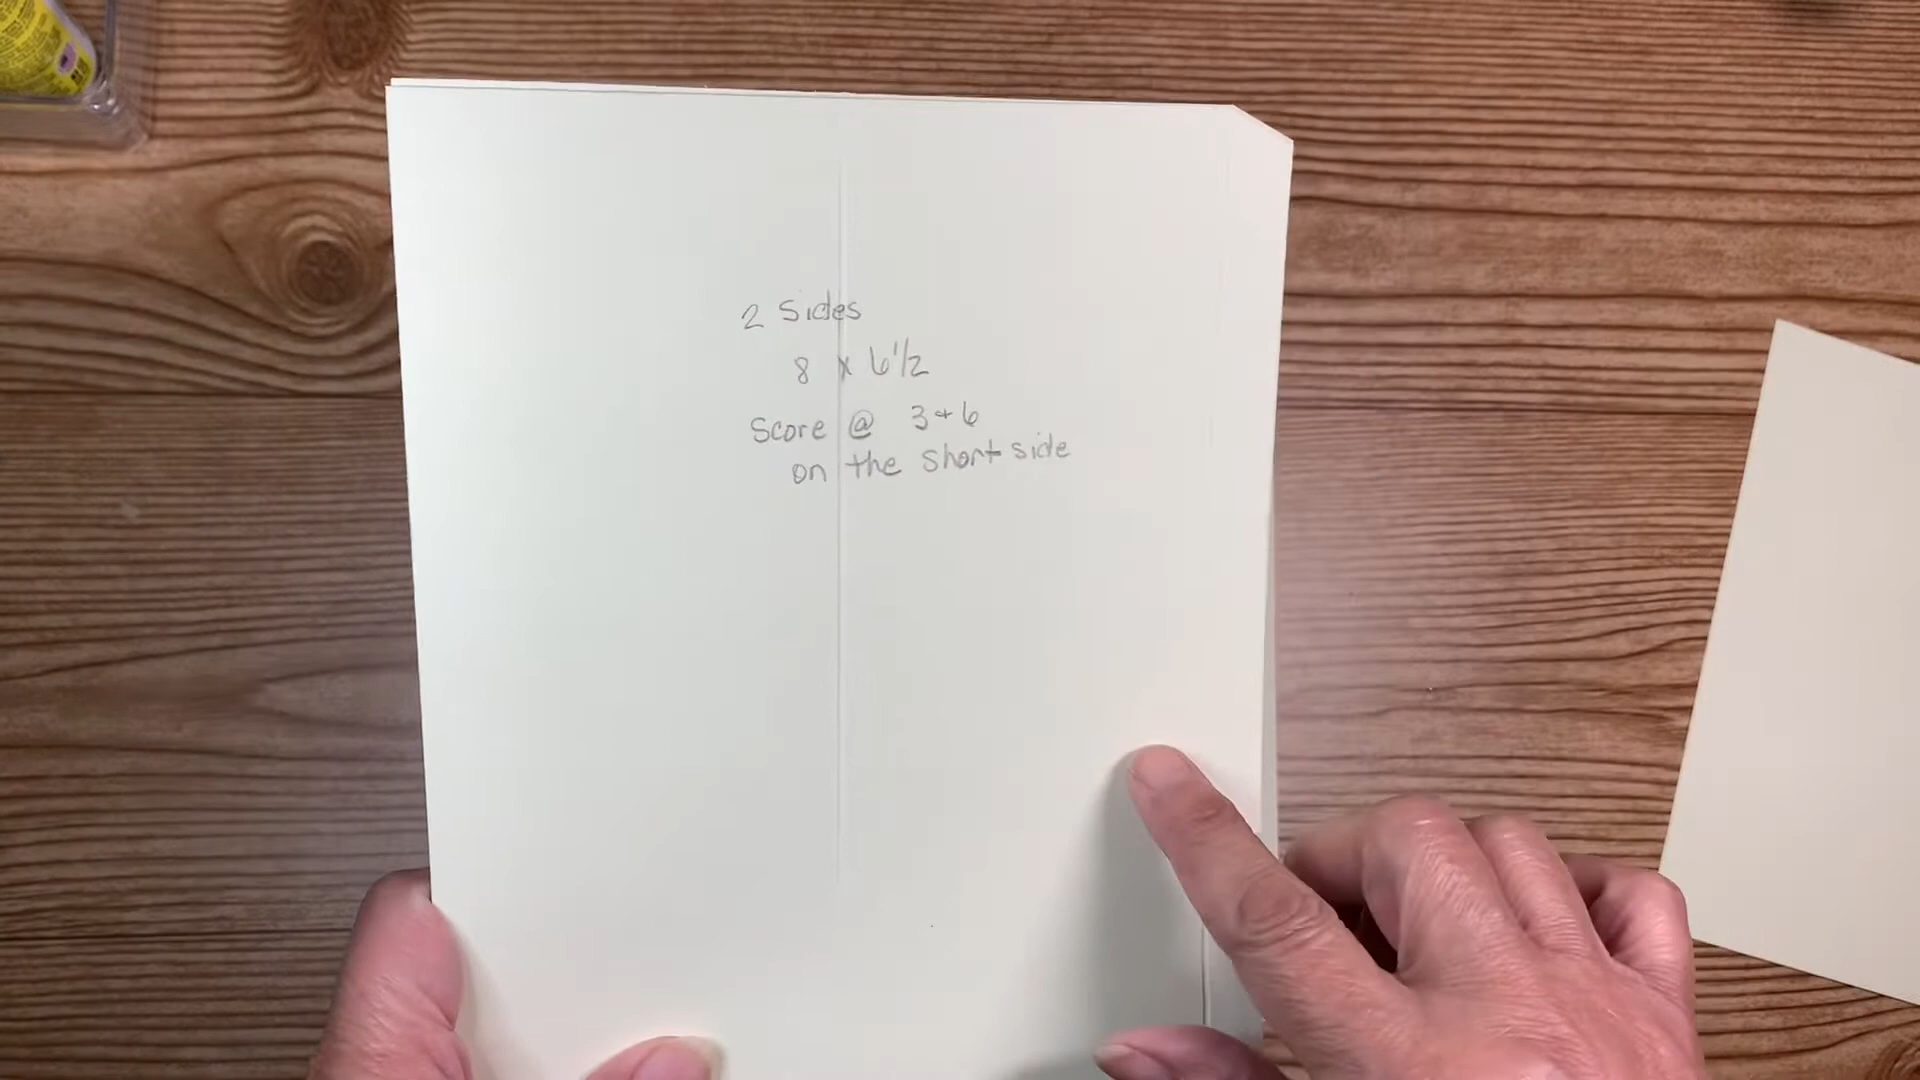 2 Sides
8 x 6 1/2
Score @ 3 + 6
on the short side